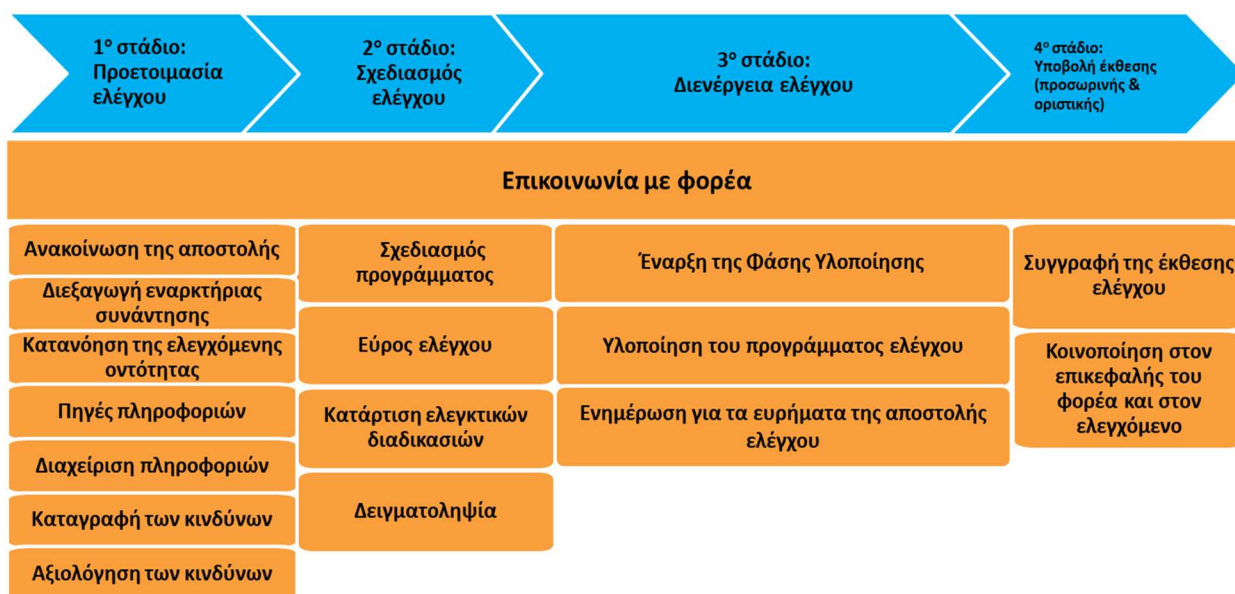 1ο στάδιο:
Προετοιμασία
ελέγχου
2ο στάδιο:
Σχεδιασμός
ελέγχου
3ο στάδιο:
Διενέργεια ελέγχου
4ο στάδιο:
Υποβολή έκθεσης
(προσωρινής &
οριστικής)
Επικοινωνία με φορέα
Ανακοίνωση της αποστολής
Διεξαγωγή εναρκτήριας
συνάντησης
Κατανόηση της ελεγχόμενης
οντότητας
Πηγές πληροφοριών
Διαχείριση πληροφοριών
Καταγραφή των κινδύνων
Αξιολόγηση των κινδύνων
Σχεδιασμός
προγράμματος
Εύρος ελέγχου
Κατάρτιση ελεγκτικών
διαδικασιών
Δειγματοληψία
Έναρξη της Φάσης Υλοποίησης
Υλοποίηση του προγράμματος ελέγχου
Ενημέρωση για τα ευρήματα της αποστολής
ελέγχου
Συγγραφή της έκθεσης
ελέγχου
Κοινοποίηση στον
επικεφαλής του
φορέα και στον
ελεγχόμενο